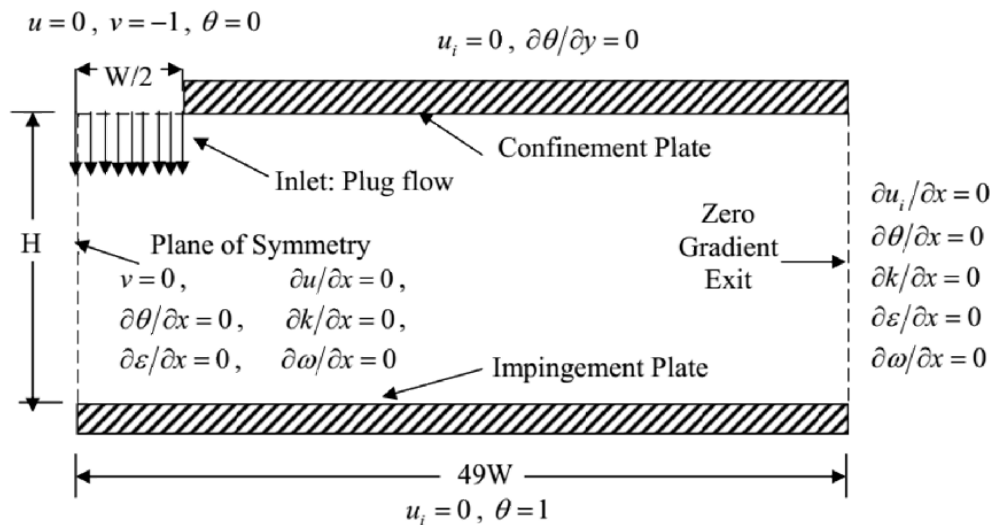 u = 0 , v = −1 , θ = 0
u_i = 0 , ∂θ/∂y = 0
W/2
Confinement Plate
Inlet: Plug flow
H
Plane of Symmetry
v = 0 , ∂u/∂x = 0 ,
∂θ/∂x = 0 , ∂k/∂x = 0 ,
∂ε/∂x = 0 , ∂ω/∂x = 0
Zero
Gradient
Exit
∂u_i/∂x = 0
∂θ/∂x = 0
∂k/∂x = 0
∂ε/∂x = 0
∂ω/∂x = 0
Impingement Plate
49W
u_i = 0 , θ = 1